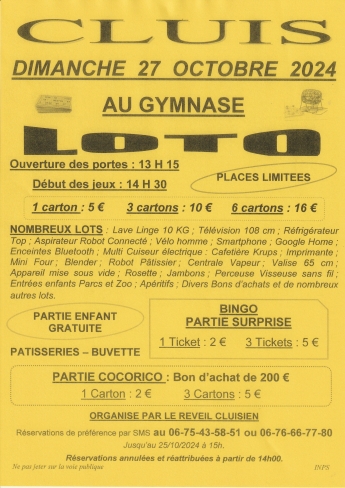 CLUIS
DIMANCHE 27 OCTOBRE 2024
AU GYMNASE
LOTO
Ouverture des portes : 13 H 15
PLACES LIMITEES
Début des jeux : 14 H 30
1 carton : 5 € 3 cartons : 10 € 6 cartons : 16 €
NOMBREUX LOTS : Lave Linge 10 KG ; Télévision 108 cm ; Réfrigérateur
Top ; Aspirateur Robot Connecté ; Vélo homme ; Smartphone ; Google Home ;
Enceintes Bluetooth ; Multi Cuiseur électrique : Cafetière Krups ; Imprimante ;
Mini Four ; Blender ; Robot Pâtissier ; Centrale Vapeur ; Valise 65 cm ;
Appareil mise sous vide ; Rosette ; Jambons ; Perceuse Visseuse sans fil ;
Entrées enfants Parcs et Zoo ; Apéritifs ; Divers Bons d'achats et de nombreux
autres lots.
PARTIE ENFANT
GRATUITE
PATISSERIES – BUVETTE
BINGO
PARTIE SURPRISE
1 Ticket : 2 € 3 Tickets : 5 €
PARTIE COCORICO : Bon d'achat de 200 €
1 Carton : 2 € 3 Cartons : 5 €
ORGANISE PAR LE REVEIL CLUISIEN
Réservations de préférence par SMS au 06-75-43-58-51 ou 06-76-66-77-80
Jusqu'au 25/10/2024 à 15h.
Réservations annulées et réattribuées à partir de 14h00.
Ne pas jeter sur la voie publique INPS